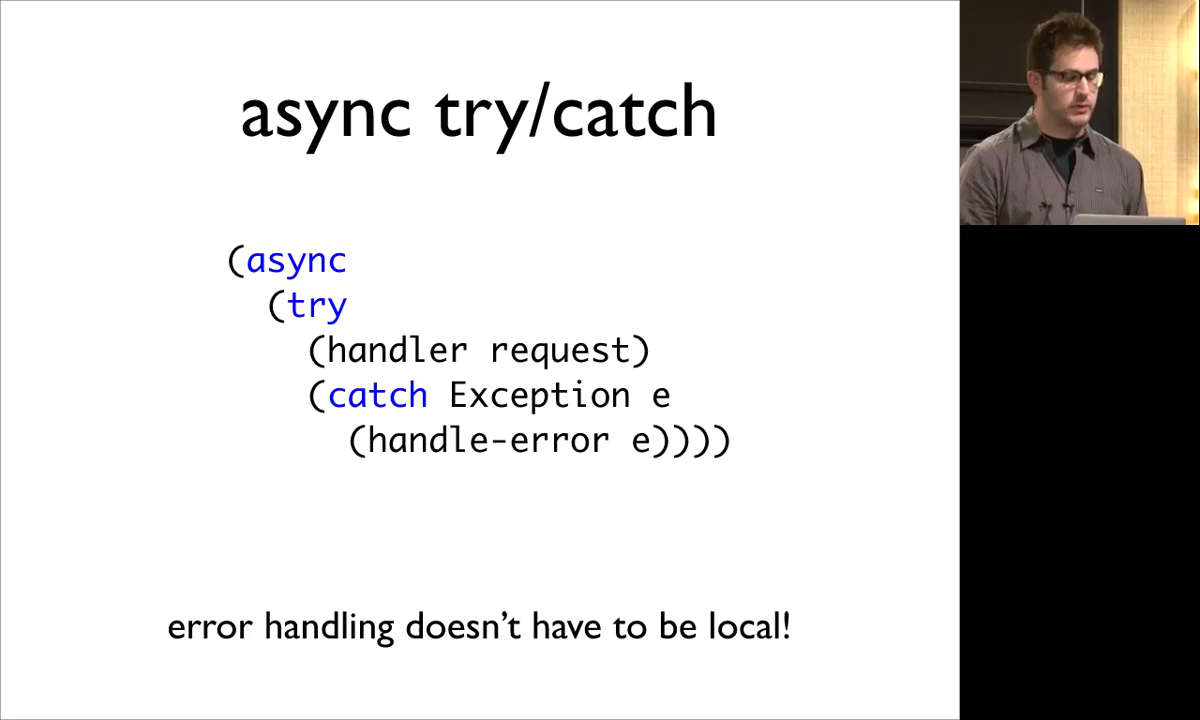 async try/catch
(async
(try
(handler request)
(catch Exception e
(handle-error e))))
error handling doesn't have to be local!